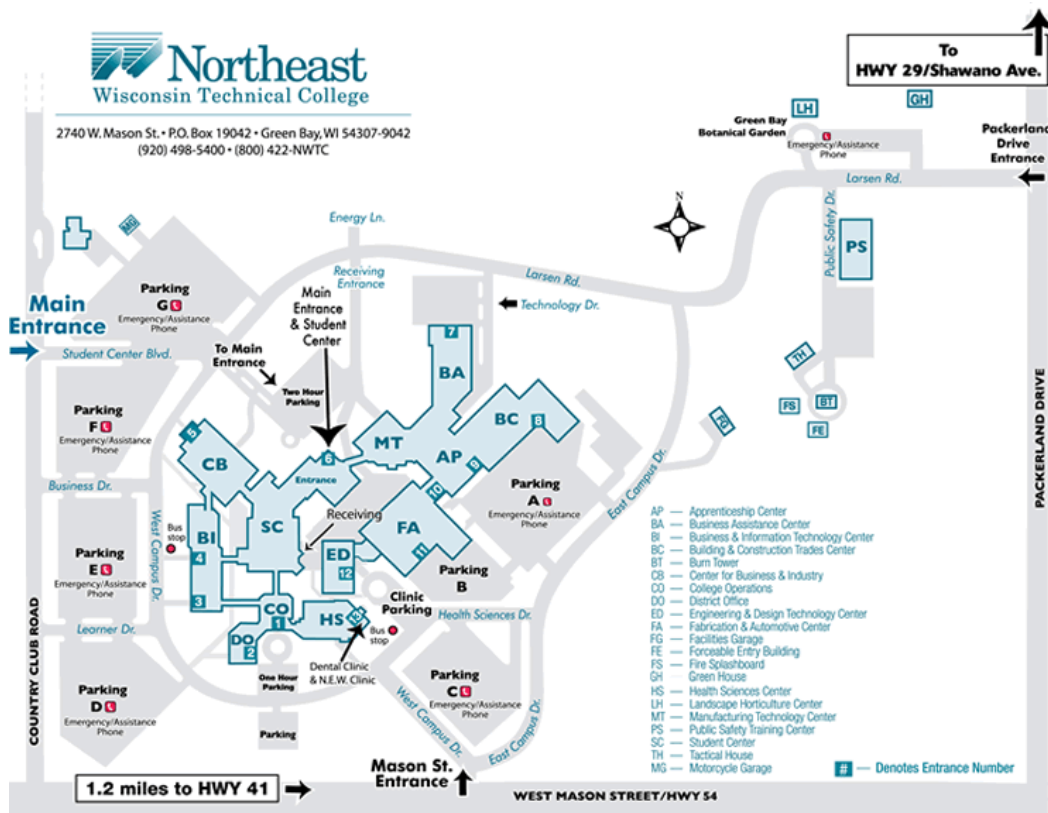 Northeast
Wisconsin Technical College
2740 W. Mason St. • P.O. Box 19042 • Green Bay, WI 54307-9042
(920) 498-5400 • (800) 422-NWTC
To
HWY 29/Shawano Ave.
LH
GH
Green Bay
Botanical Garden
Emergency/Assistance
Phone
Packerland
Drive
Entrance
Larsen Rd.
Public Safety Dr.
PS
N
MG
Energy Ln.
Receiving
Entrance
Larsen Rd.
Technology Dr.
Main
Entrance
& Student
Center
Parking
G
Emergency/Assistance
Phone
Main
Entrance
Student Center Blvd.
To Main
Entrance
Two Hour
Parking
7
BA
TH
FS
BT
FE
FG
Parking
F
Emergency/Assistance
Phone
5
CB
6
Entrance
MT
BC
8
AP
9
10
Business Dr.
West Campus Dr.
Bus
stop
BI
4
3
SC
Receiving
FA
11
Parking
A
Emergency/Assistance
Phone
East Campus Dr.
PACKERLAND DRIVE
Parking
E
Emergency/Assistance
Phone
ED
12
Parking
B
Clinic
Parking
Health Sciences Dr.
Learner Dr.
CO
1
HS
13
Bus
stop
DO
2
Dental Clinic
& N.E.W. Clinic
One Hour
Parking
Parking
Parking
D
Emergency/Assistance
Phone
Parking
C
Emergency/Assistance
Phone
West Campus Dr.
East Campus Dr.
COUNTRY CLUB ROAD
Mason St.
Entrance
1.2 miles to HWY 41
WEST MASON STREET/HWY 54
AP — Apprenticeship Center
BA — Business Assistance Center
BI — Business & Information Technology Center
BC — Building & Construction Trades Center
BT — Burn Tower
CB — Center for Business & Industry
CO — College Operations
DO — District Office
ED — Engineering & Design Technology Center
FA — Fabrication & Automotive Center
FG — Facilities Garage
FE — Forceable Entry Building
FS — Fire Splashboard
GH — Green House
HS — Health Sciences Center
LH — Landscape Horticulture Center
MT — Manufacturing Technology Center
PS — Public Safety Training Center
SC — Student Center
TH — Tactical House
MG — Motorcycle Garage
# — Denotes Entrance Number